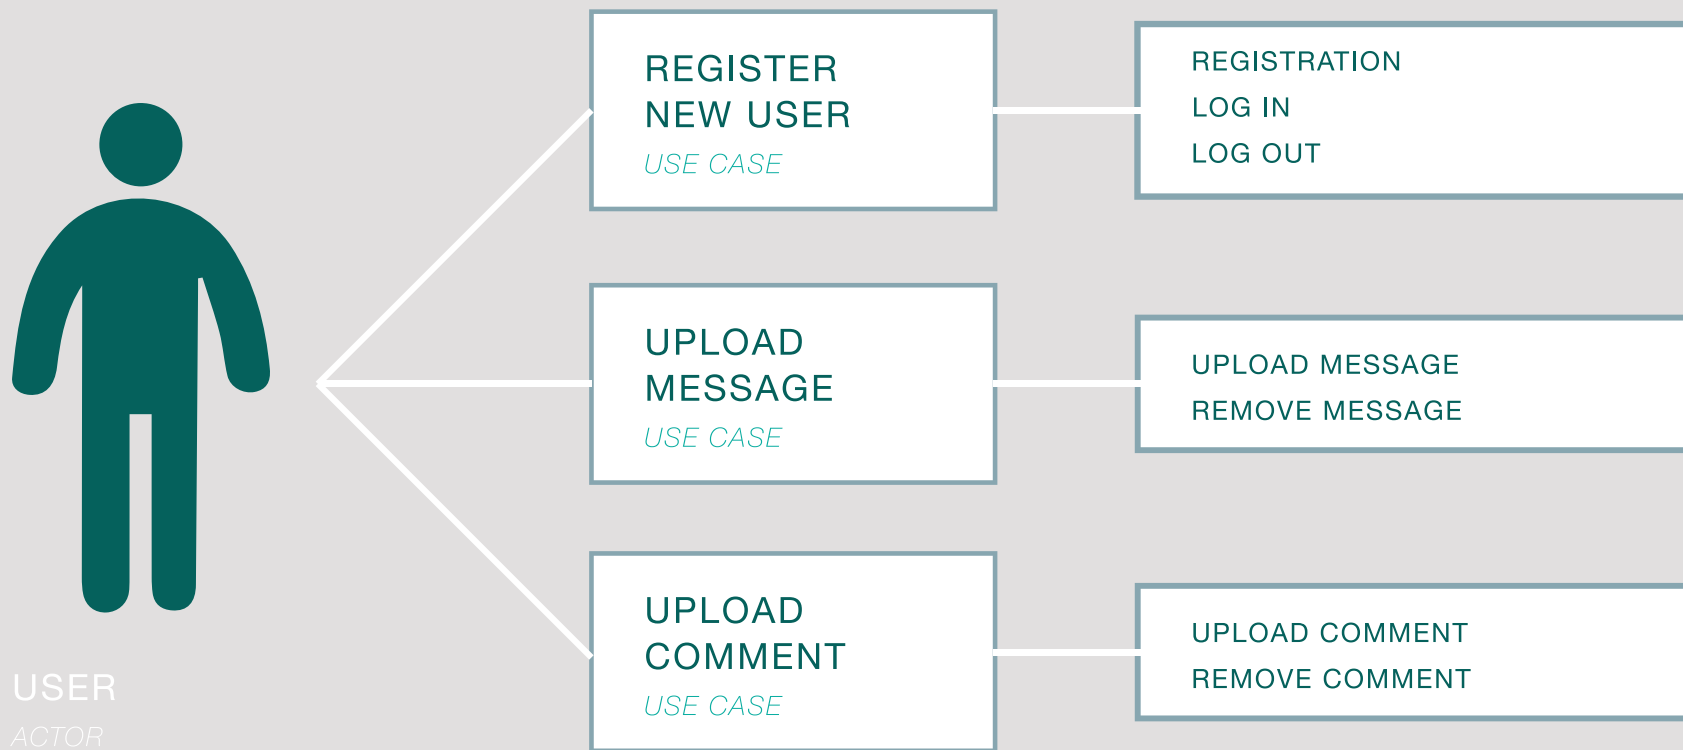 REGISTER
NEW USER
USE CASE
REGISTRATION
LOG IN
LOG OUT
UPLOAD
MESSAGE
USE CASE
UPLOAD MESSAGE
REMOVE MESSAGE
UPLOAD
COMMENT
USE CASE
UPLOAD COMMENT
REMOVE COMMENT
USER
ACTOR